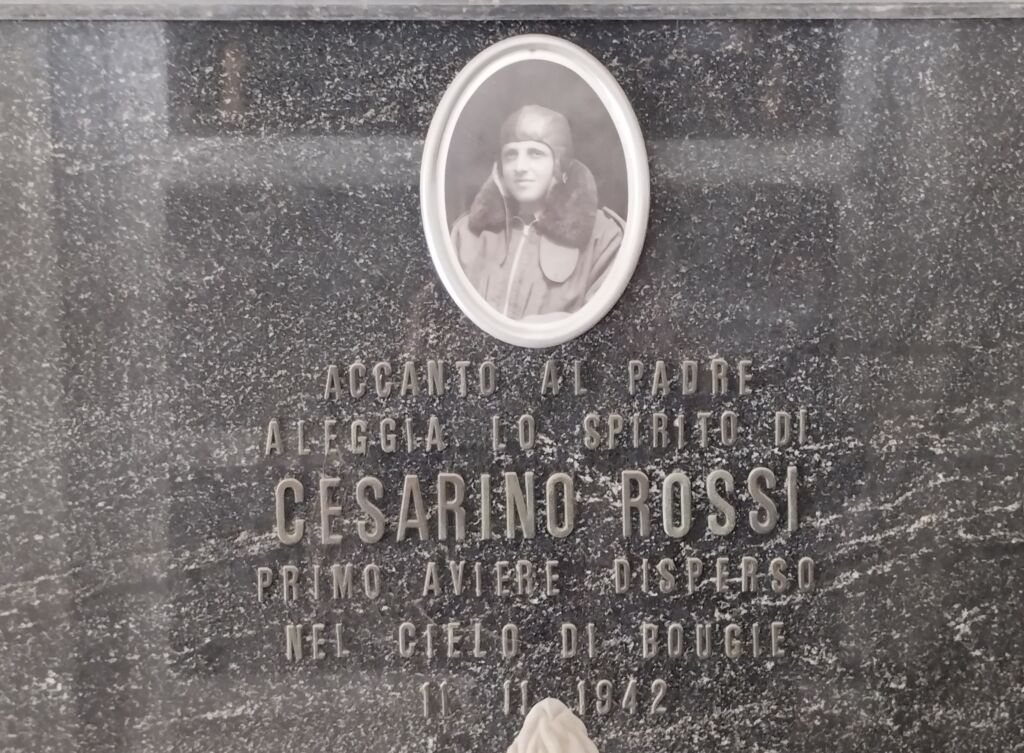 ACCANTO AL PADRE
ALEGGIA LO SPIRITO DI
CESARINO ROSSI
PRIMO AVIERE DISPERSO
NEL CIELO DI BOUGIE
11 11 1942